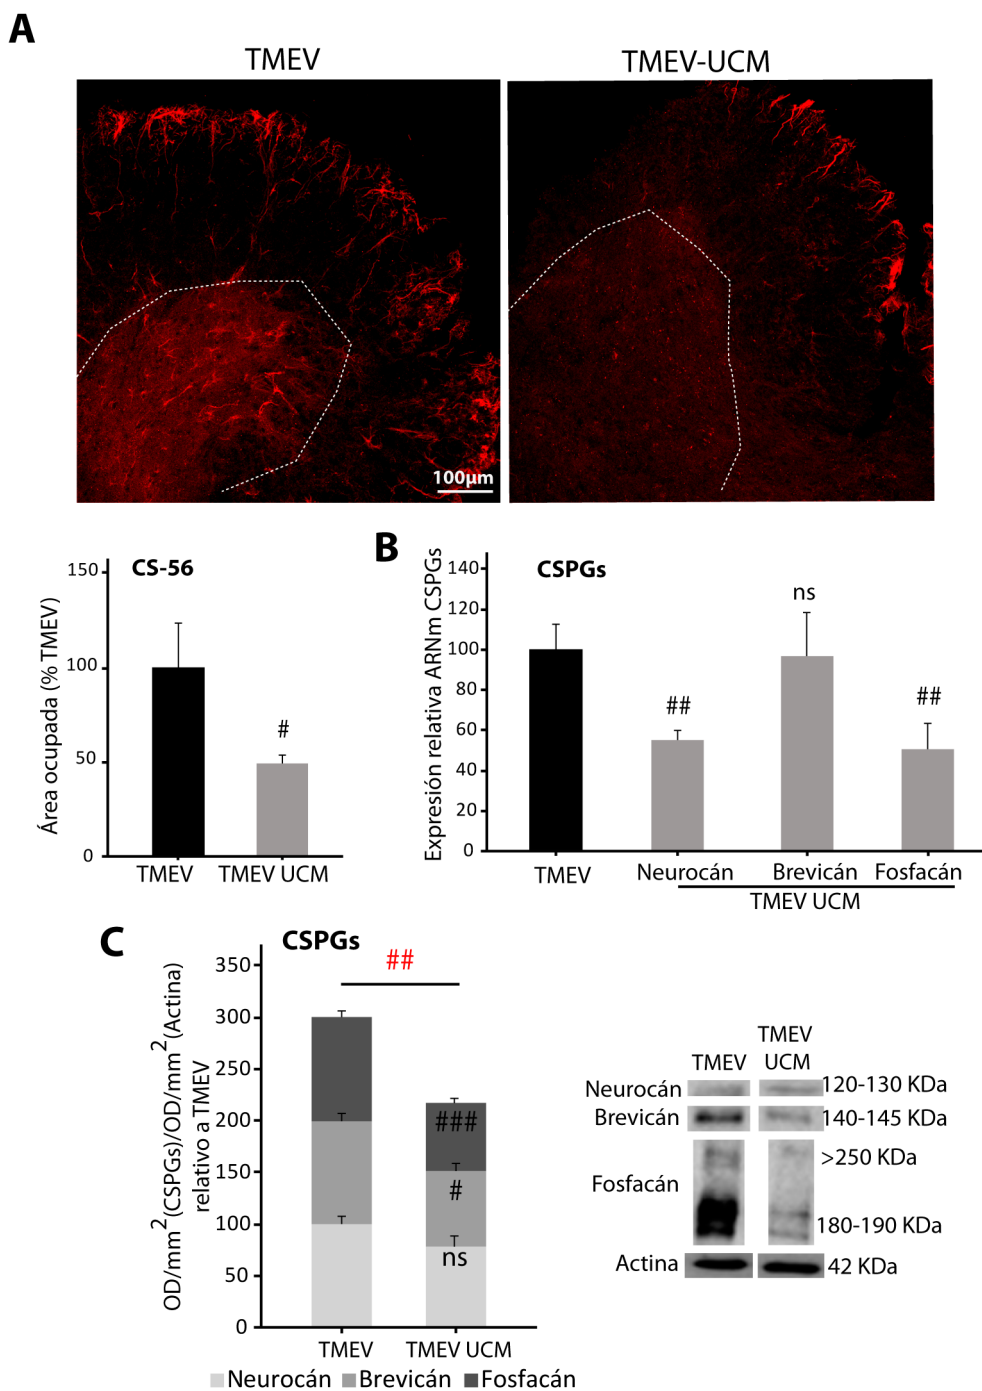 A
TMEV
TMEV-UCM
100µm
CS-56
Área ocupada (% TMEV)
150
100
50
0
TMEV
TMEV UCM
#
B
CSPGs
Expresión relativa ARNm CSPGs
140
120
100
80
60
40
20
0
##
ns
##
TMEV
Neurocán
Brevicán
Fosfacán
TMEV UCM
C
CSPGs
OD/mm²(CSPGs)/OD/mm²(Actina)
relativo a TMEV
350
300
250
200
150
100
50
0
##
###
#
ns
TMEV
TMEV UCM
Neurocán
Brevicán
Fosfacán
TMEV
TMEV
UCM
Neurocán
120-130 KDa
Brevicán
140-145 KDa
Fosfacán
>250 KDa
180-190 KDa
Actina
42 KDa